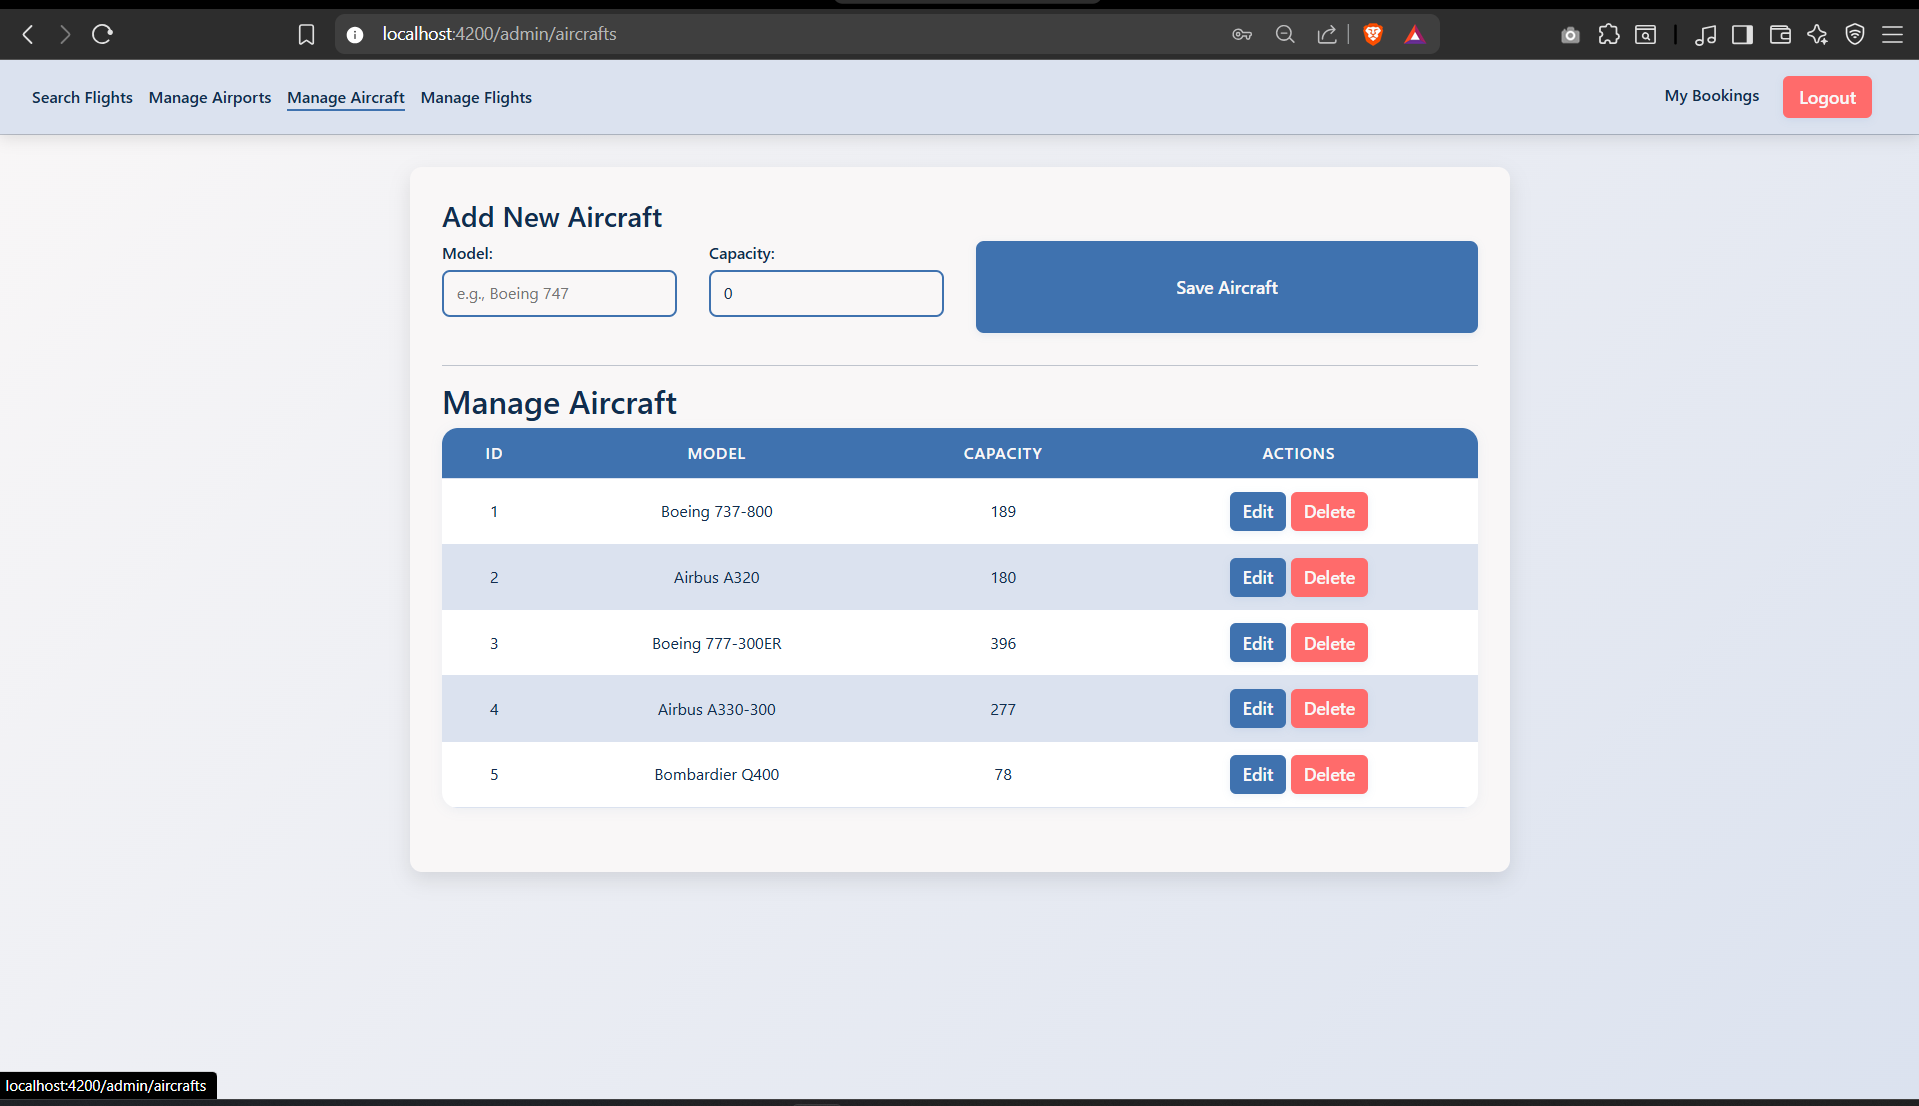 localhost:4200/admin/aircrafts
Search Flights Manage Airports Manage Aircraft Manage Flights My Bookings Logout
Add New Aircraft
Model: Capacity:
e.g., Boeing 747 0 Save Aircraft
Manage Aircraft
ID MODEL CAPACITY ACTIONS
1 Boeing 737-800 189 Edit Delete
2 Airbus A320 180 Edit Delete
3 Boeing 777-300ER 396 Edit Delete
4 Airbus A330-300 277 Edit Delete
5 Bombardier Q400 78 Edit Delete
localhost:4200/admin/aircrafts